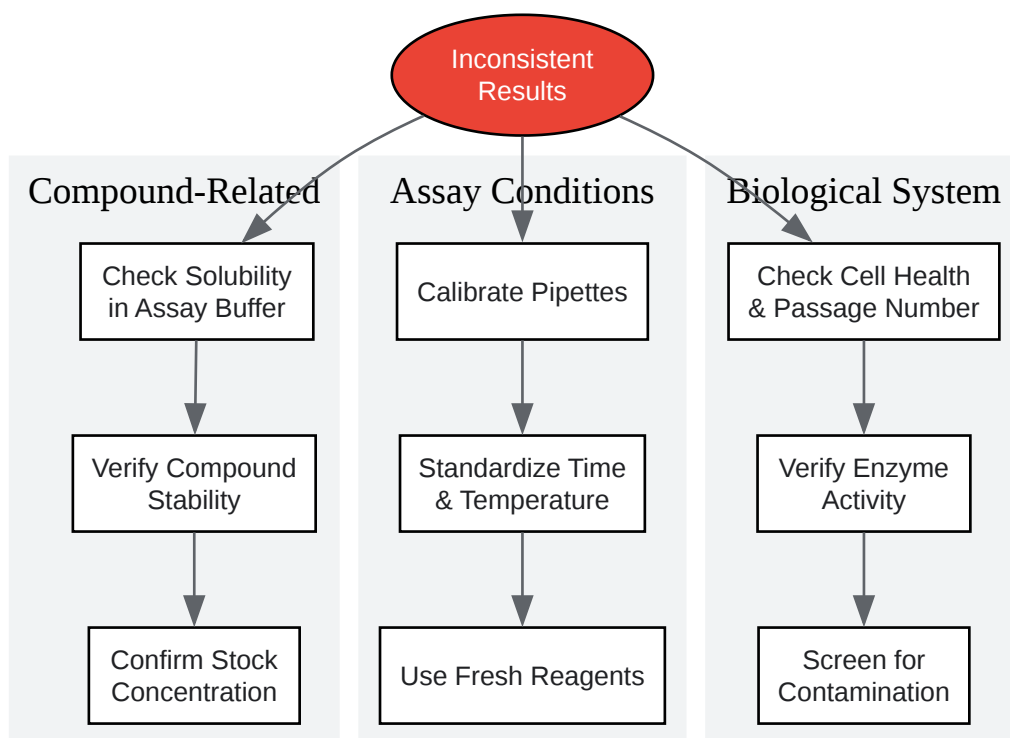 Inconsistent
Results
Compound-Related
Assay Conditions
Biological System
Check Solubility
in Assay Buffer
Calibrate Pipettes
Check Cell Health
& Passage Number
Verify Compound
Stability
Standardize Time
& Temperature
Verify Enzyme
Activity
Confirm Stock
Concentration
Use Fresh Reagents
Screen for
Contamination